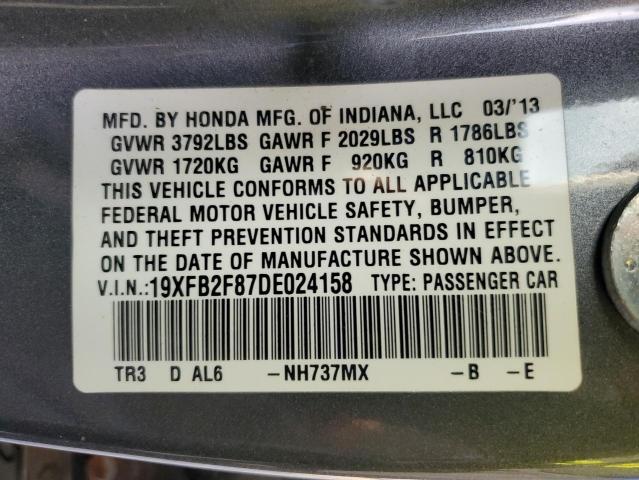 MFD. BY HONDA MFG. OF INDIANA, LLC 03/'13
GVWR 3792LBS GAWR F 2029LBS R 1786LBS
GVWR 1720KG GAWR F 920KG R 810KG
THIS VEHICLE CONFORMS TO ALL APPLICABLE
FEDERAL MOTOR VEHICLE SAFETY, BUMPER,
AND THEFT PREVENTION STANDARDS IN EFFECT
ON THE DATE OF MANUFACTURE SHOWN ABOVE.
V.I.N.:19XFB2F87DE024158 TYPE: PASSENGER CAR
TR3 D AL6 -NH737MX -B -E